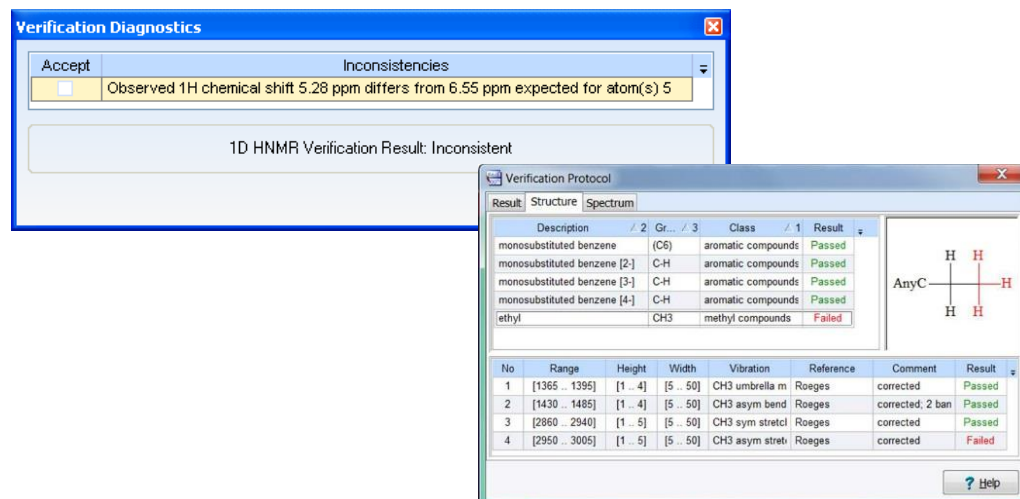 Verification Diagnostics
Accept Inconsistencies
Observed 1H chemical shift 5.28 ppm differs from 6.55 ppm expected for atom(s) 5
1D HNMR Verification Result: Inconsistent
Verification Protocol
Result Structure Spectrum
Description 2 Gr... 3 Class 1 Result
monosubstituted benzene (C6) aromatic compounds Passed
monosubstituted benzene [2-] C-H aromatic compounds Passed
monosubstituted benzene [3-] C-H aromatic compounds Passed
monosubstituted benzene [4-] C-H aromatic compounds Passed
ethyl CH3 methyl compounds Failed
H H
AnyC H
H H
No Range Height Width Vibration Reference Comment Result
1 [1365 .. 1395] [1 .. 4] [5 .. 50] CH3 umbrella m Roeges corrected Passed
2 [1430 .. 1485] [1 .. 4] [5 .. 50] CH3 asym bend Roeges corrected; 2 ban Passed
3 [2860 .. 2940] [1 .. 5] [5 .. 50] CH3 sym stretcl Roeges corrected Passed
4 [2950 .. 3005] [1 .. 5] [5 .. 50] CH3 asym stret Roeges corrected Failed
? Help